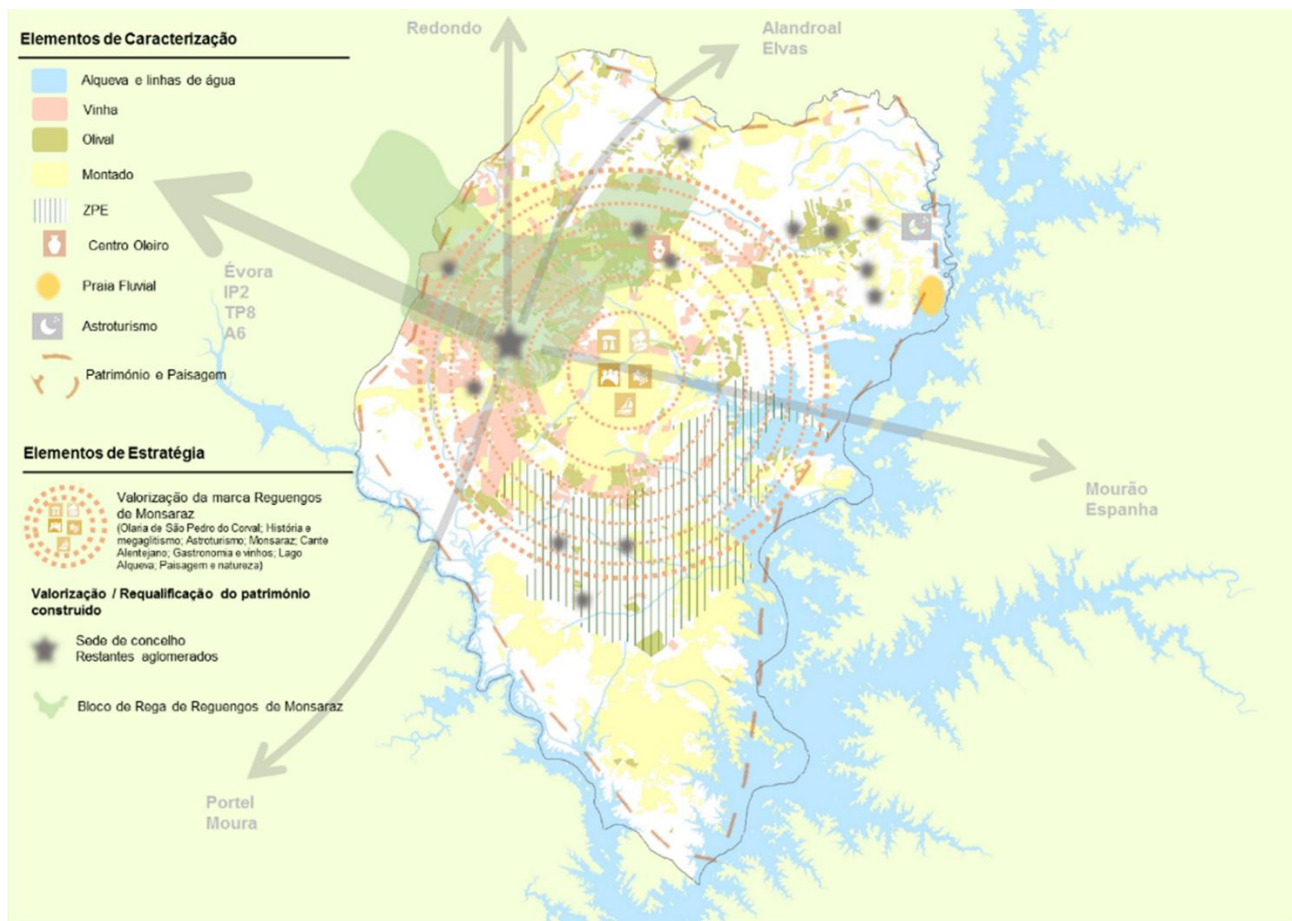 Elementos de Caracterização
Alqueva e linhas de água
Vinha
Olival
Montado
ZPE
Centro Oleiro
Praia Fluvial
Astroturismo
Património e Paisagem
Elementos de Estratégia
Valorização da marca Reguengos
de Monsaraz
(Olaria de São Pedro do Corval; História e
megaglitismo; Astroturismo; Monsaraz; Cante
Alentejano; Gastronomia e vinhos; Lago
Alqueva; Paisagem e natureza)
Valorização / Requalificação do património
construido
Sede de concelho
Restantes aglomerados
Bloco de Rega de Reguengos de Monsaraz
Redondo
Alandroal
Elvas
Évora
IP2
TP8
A6
Mourão
Espanha
Portel
Moura